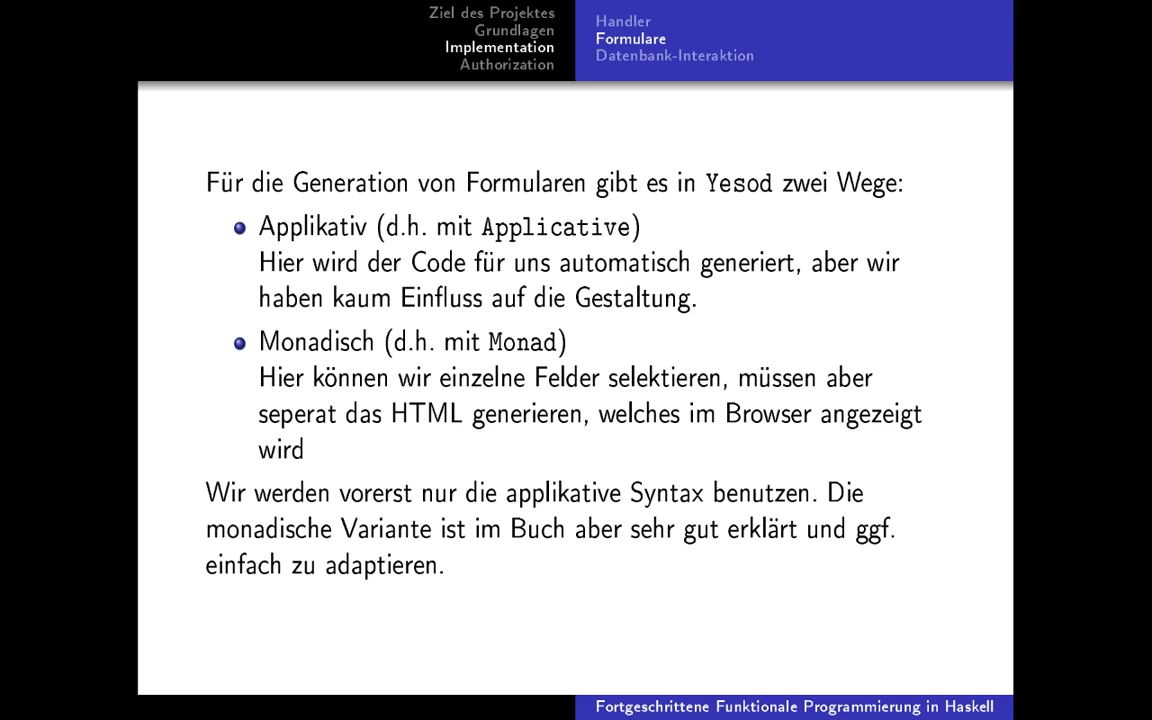 Ziel des Projektes
Grundlagen
Implementation
Authorization
Handler
Formulare
Datenbank-Interaktion
Für die Generation von Formularen gibt es in Yesod zwei Wege:
Applikativ (d.h. mit Applicative)
Hier wird der Code für uns automatisch generiert, aber wir
haben kaum Einfluss auf die Gestaltung.
Monadisch (d.h. mit Monad)
Hier können wir einzelne Felder selektieren, müssen aber
seperat das HTML generieren, welches im Browser angezeigt
wird
Wir werden vorerst nur die applikative Syntax benutzen. Die
monadische Variante ist im Buch aber sehr gut erklärt und ggf.
einfach zu adaptieren.
Fortgeschrittene Funktionale Programmierung in Haskell